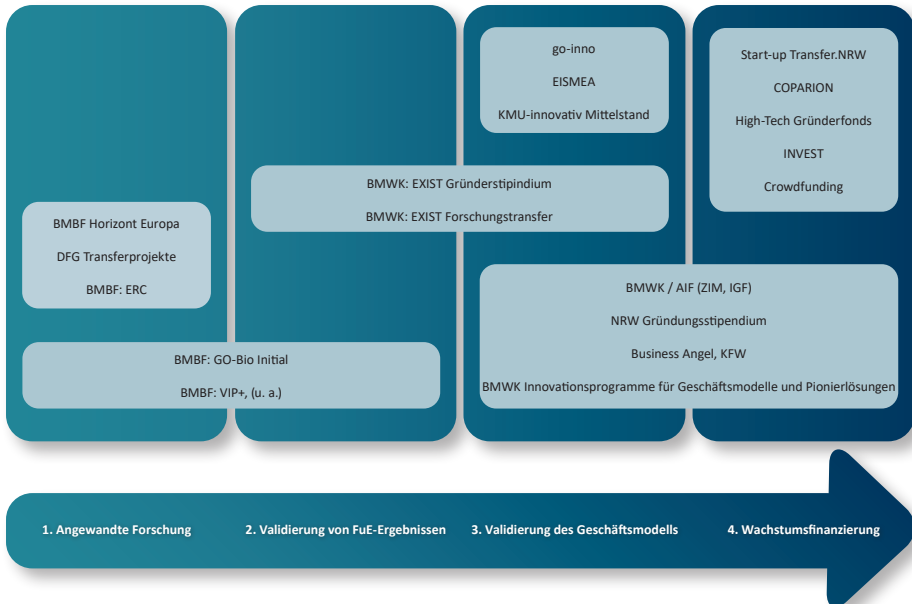 go-inno
EISMEA
KMU-innovativ Mittelstand
Start-up Transfer.NRW
COPARION
High-Tech Gründerfonds
INVEST
Crowdfunding
BMWK: EXIST Gründerstipindium
BMWK: EXIST Forschungstransfer
BMBF Horizont Europa
DFG Transferprojekte
BMBF: ERC
BMWK / AIF (ZIM, IGF)
NRW Gründungsstipendium
Business Angel, KFW
BMWK Innovationsprogramme für Geschäftsmodelle und Pionierlösungen
BMBF: GO-Bio Initial
BMBF: VIP+, (u. a.)
1. Angewandte Forschung
2. Validierung von FuE-Ergebnissen
3. Validierung des Geschäftsmodells
4. Wachstumsfinanzierung